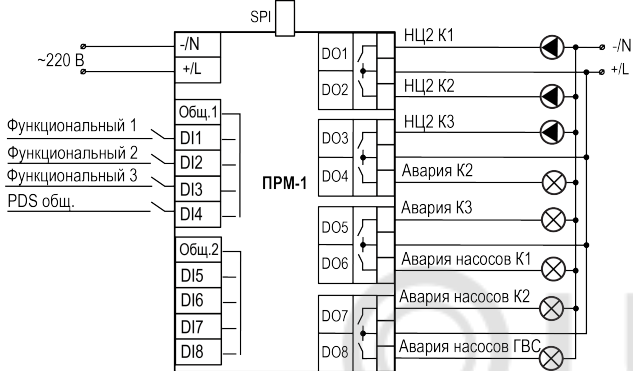 SPI
-/N
+/L
~220 В
Общ.1
DI1
DI2
DI3
DI4
Функциональный 1
Функциональный 2
Функциональный 3
PDS общ.
Общ.2
DI5
DI6
DI7
DI8
ПРМ-1
DO1
DO2
DO3
DO4
DO5
DO6
DO7
DO8
НЦ2 К1
НЦ2 К2
НЦ2 К3
Авария К2
Авария К3
Авария насосов К1
Авария насосов К2
Авария насосов ГВС
-/N
+/L